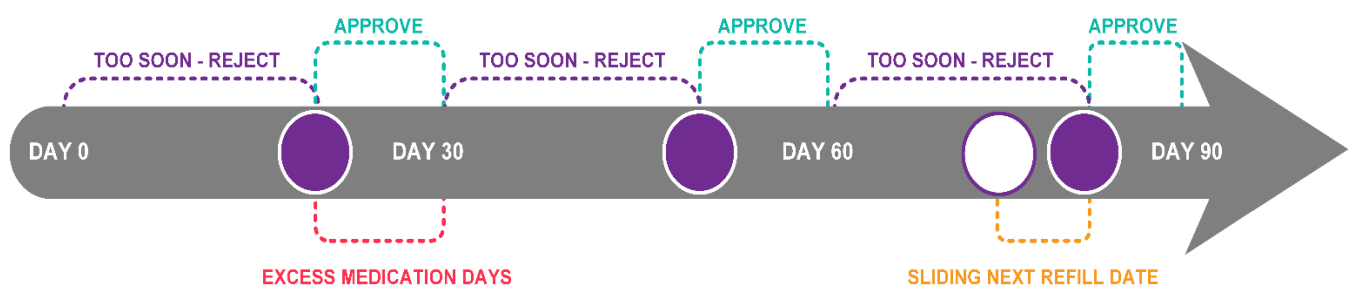 APPROVE
APPROVE
APPROVE
TOO SOON - REJECT
TOO SOON - REJECT
TOO SOON - REJECT
DAY 0
DAY 30
DAY 60
DAY 90
EXCESS MEDICATION DAYS
SLIDING NEXT REFILL DATE